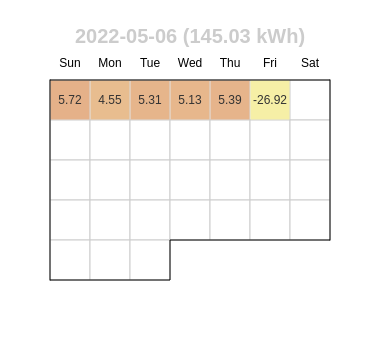 2022-05-06 (145.03 kWh)
Sun Mon Tue Wed Thu Fri Sat
5.72 4.55 5.31 5.13 5.39 -26.92